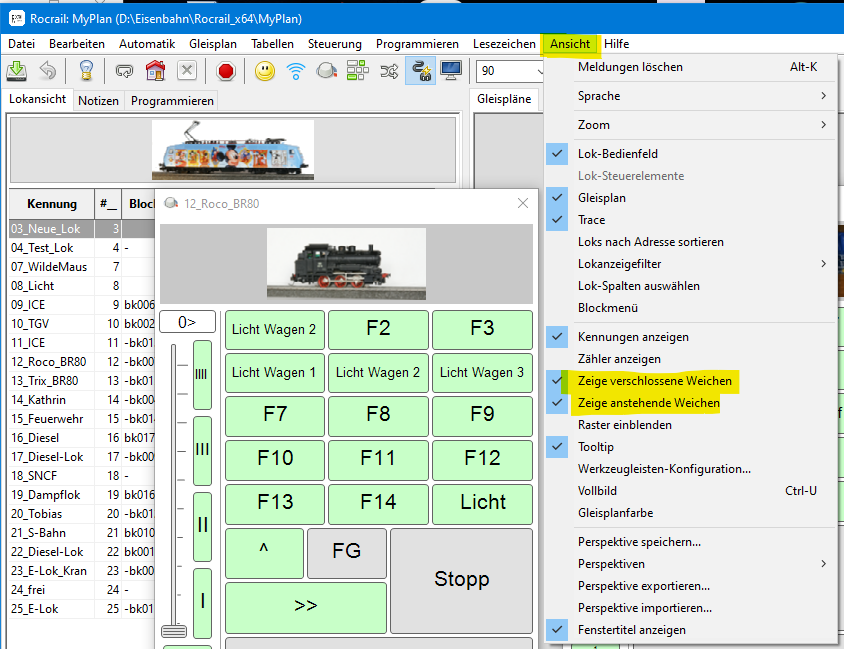 Rocrail: MyPlan (D:\Eisenbahn\Rocrail_x64\MyPlan)
Datei Bearbeiten Automatik Gleisplan Tabellen Steuerung Programmieren Lesezeichen Ansicht Hilfe
90
Lokansicht Notizen Programmieren
Gleispläne
Kennung #_ Bloc
03_Neue_Lok 3
04_Test_Lok 4 -
07_WildeMaus 7
08_Licht 8
09_ICE 9 bk006
10_TGV 10 bk002
11_ICE 11 -bk01
12_Roco_BR80 12 -bk00
13_Trix_BR80 13 -bk01
14_Kathrin 14 -bk00
15_Feuerwehr 15 -bk01
16_Diesel 16 bk017
17_Diesel-Lok 17 -bk00
18_SNCF 18 -
19_Dampflok 19 bk016
20_Tobias 20 -bk01
21_S-Bahn 21 bk010
22_Diesel-Lok 22 bk001
23_E-Lok_Kran 23 -bk00
24_frei 24 -
25_E-Lok 25 -bk01
12_Roco_BR80
0>
IIII
III
II
I
Licht Wagen 2 F2 F3
Licht Wagen 1 Licht Wagen 2 Licht Wagen 3
F7 F8 F9
F10 F11 F12
F13 F14 Licht
^ FG Stopp
>>
Meldungen löschen Alt-K
Sprache
Zoom
Lok-Bedienfeld
Lok-Steuerelemente
Gleisplan
Trace
Loks nach Adresse sortieren
Lokanzeigefilter
Lok-Spalten auswählen
Blockmenü
Kennungen anzeigen
Zähler anzeigen
Zeige verschlossene Weichen
Zeige anstehende Weichen
Raster einblenden
Tooltip
Werkzeugleisten-Konfiguration...
Vollbild Ctrl-U
Gleisplanfarbe
Perspektive speichern...
Perspektiven
Perspektive exportieren...
Perspektive importieren...
Fenstertitel anzeigen